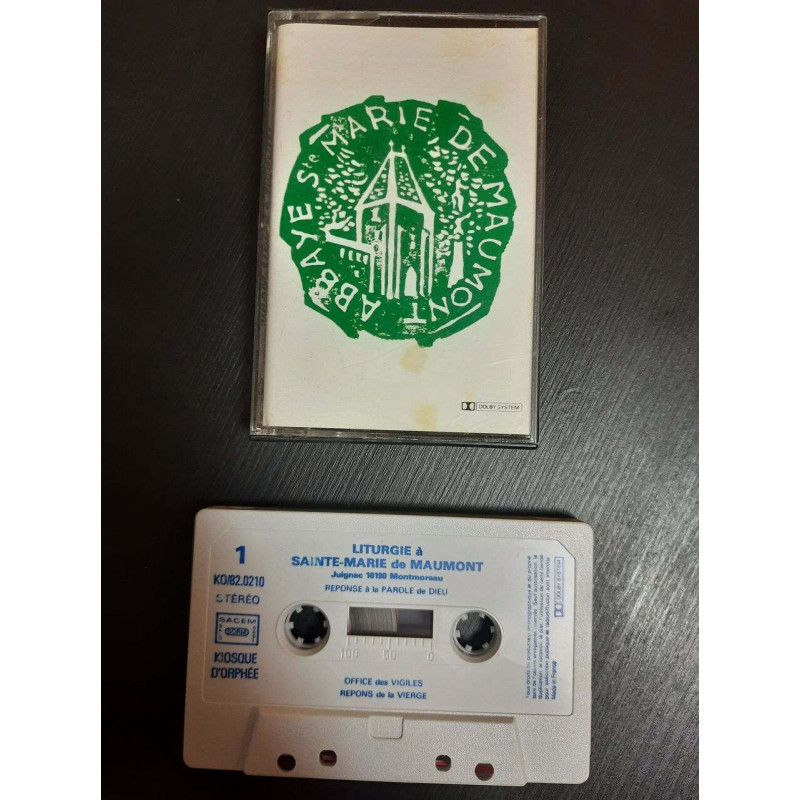 ABBAYE Ste MARIE DE MAUMONT
DOLBY SYSTEM
1
KO/82.0210
STÉRÉO
SACEM
KIOSQUE
D'ORPHÉE
LITURGIE à
SAINTE-MARIE de MAUMONT
Juignac 16190 Montmoreau
REPONSE à la PAROLE de DIEU
100 50 0
OFFICE des VIGILES
REPONS de la VIERGE
DOLBY SYSTEM
Made in France